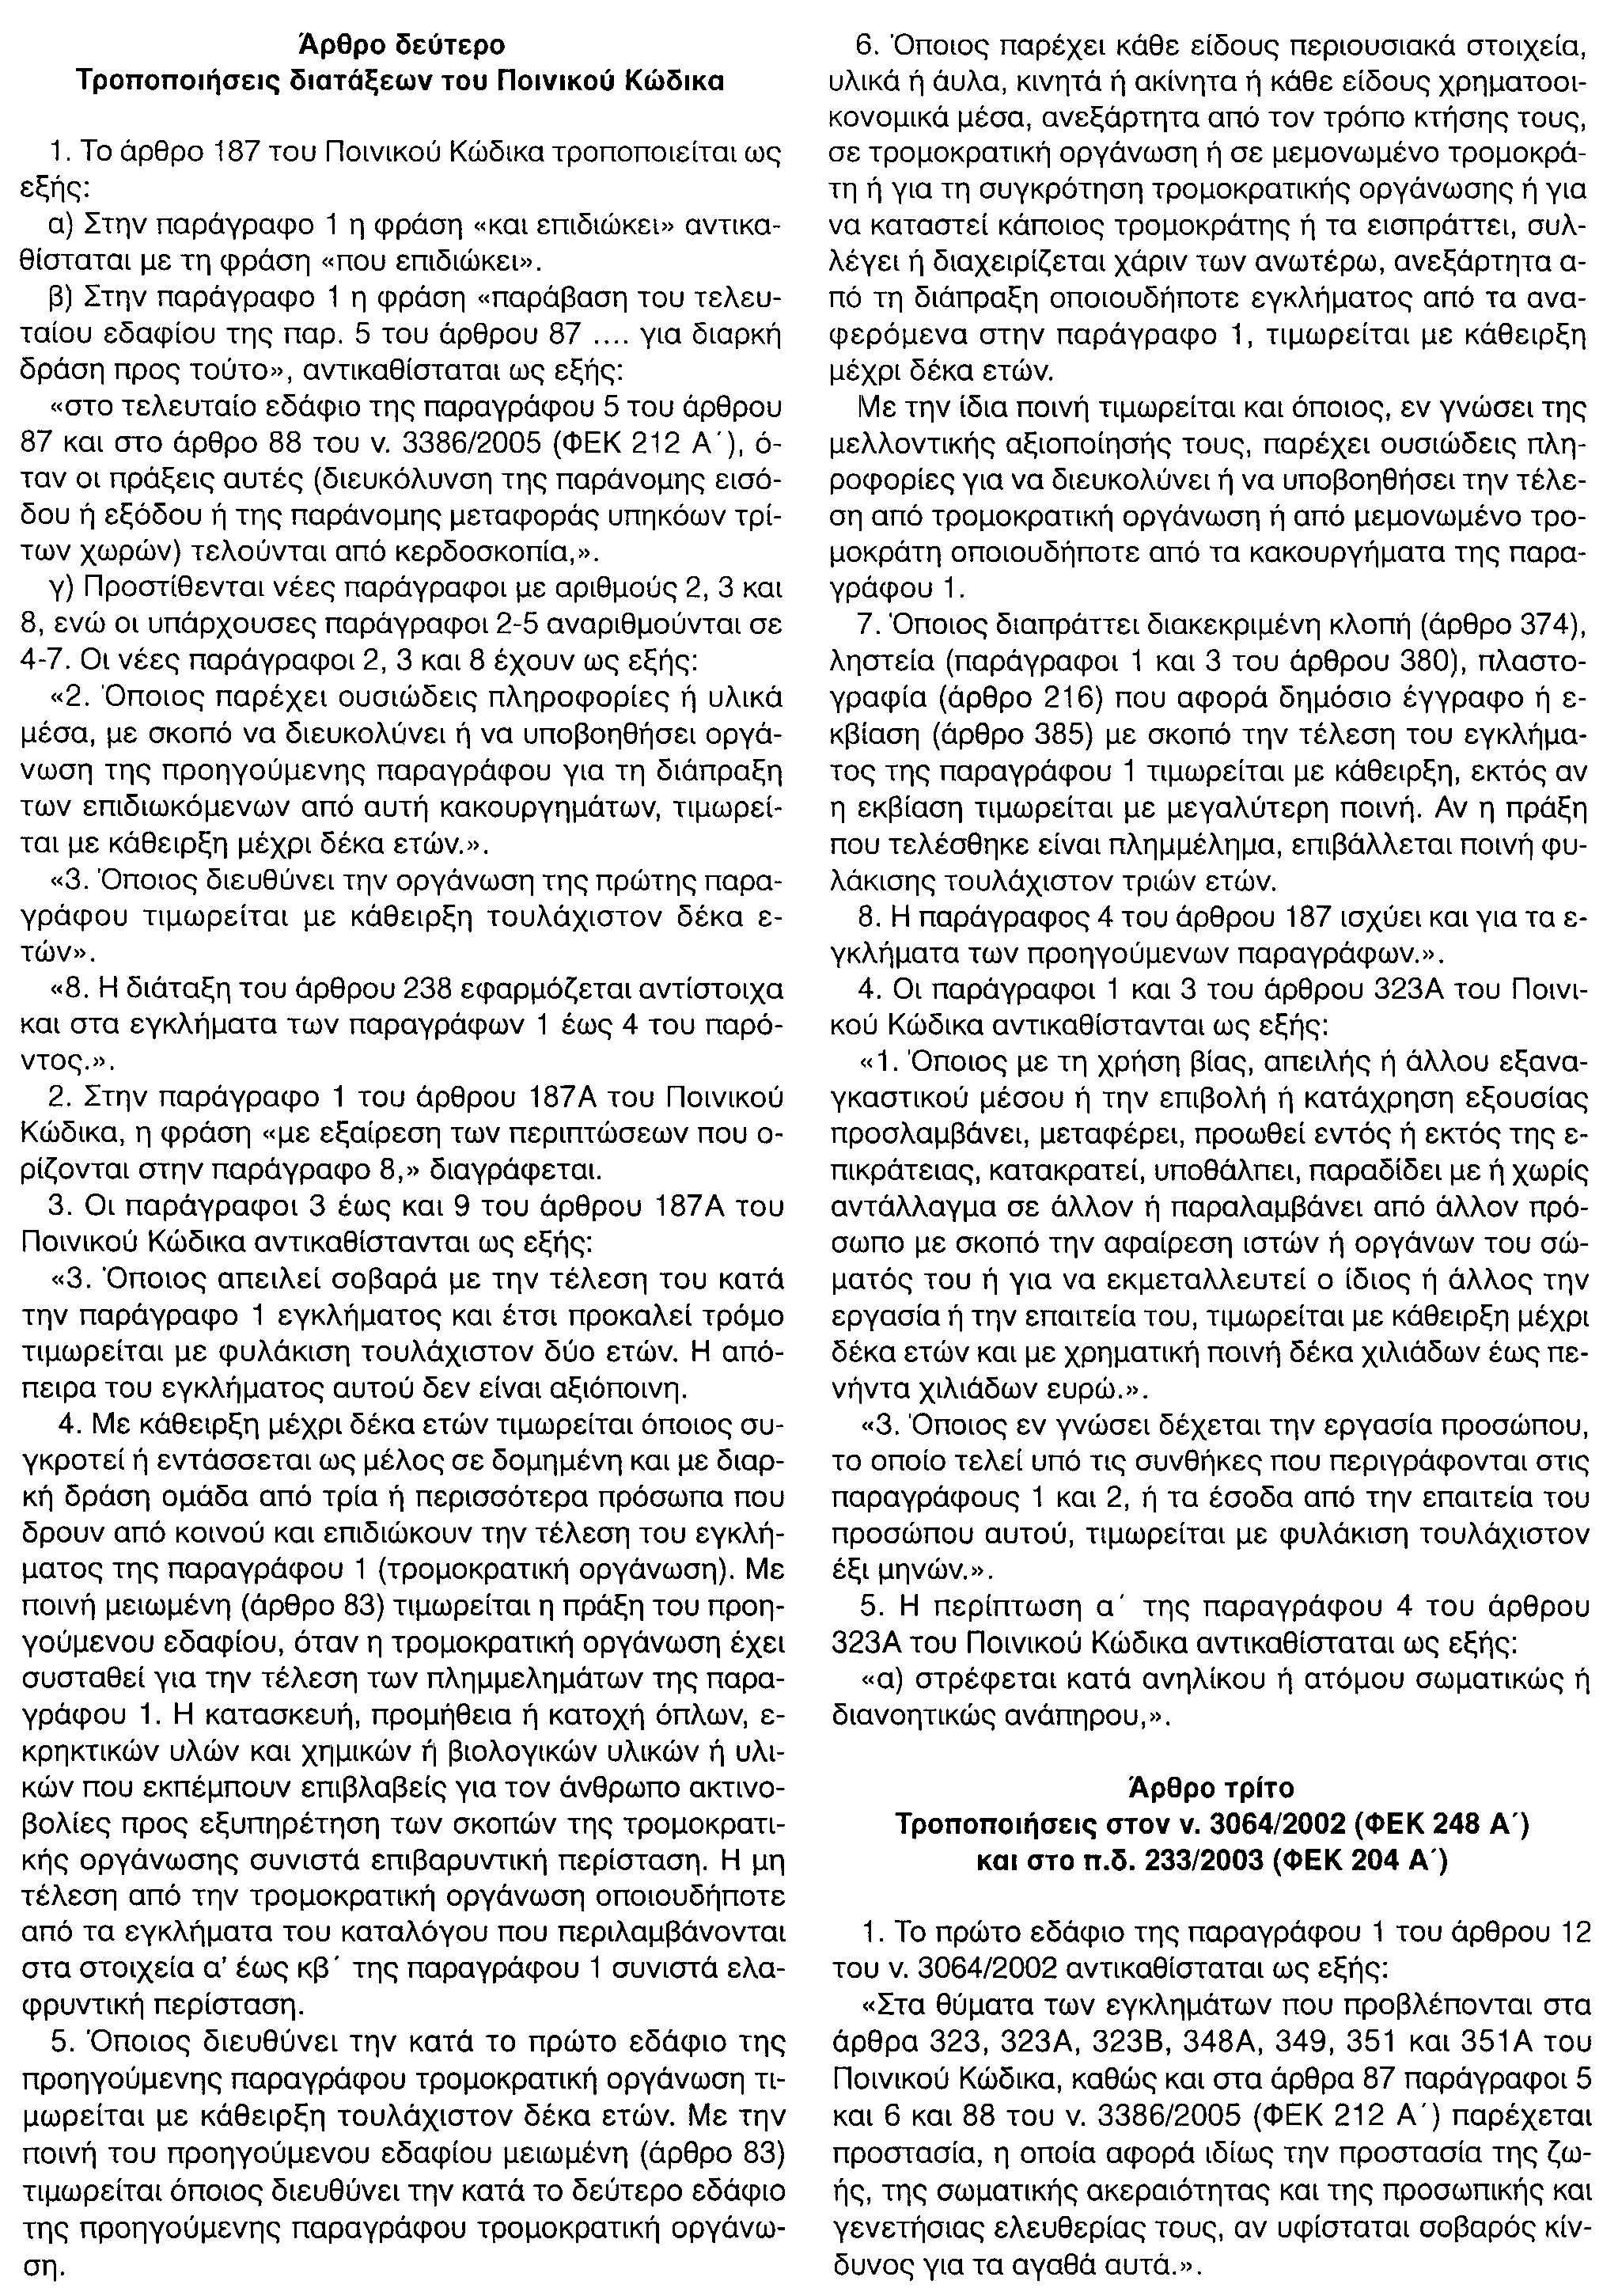 Άρθρο δεύτερο
Τροποποιήσεις διατάξεων του Ποινικού Κώδικα
1. Το άρθρο 187 του Ποινικού Κώδικα τροποποιείται ως
εξής:
α) Στην παράγραφο 1 η φράση «και επιδιώκει» αντικα-
θίσταται με τη φράση «που επιδιώκει».
β) Στην παράγραφο 1 η φράση «παράβαση του τελευ-
ταίου εδαφίου της παρ. 5 του άρθρου 87 .... για διαρκή
δράση προς τούτο», αντικαθίσταται ως εξής:
«στο τελευταίο εδάφιο της παραγράφου 5 του άρθρου
87 και στο άρθρο 88 του ν. 3386/2005 (ΦΕΚ 212 Α΄), ό-
ταν οι πράξεις αυτές (διευκόλυνση της παράνομης εισό-
δου ή εξόδου ή της παράνομης μεταφοράς υπηκόων τρί-
των χωρών) τελούνται από κερδοσκοπία,».
γ) Προστίθενται νέες παράγραφοι με αριθμούς 2, 3 και
8, ενώ οι υπάρχουσες παράγραφοι 2-5 αναριθμούνται σε
4-7. Οι νέες παράγραφοι 2, 3 και 8 έχουν ως εξής:
«2. Όποιος παρέχει ουσιώδεις πληροφορίες ή υλικά
μέσα, με σκοπό να διευκολύνει ή να υποβοηθήσει οργά-
νωση της προηγούμενης παραγράφου για τη διάπραξη
των επιδιωκόμενων από αυτή κακουργημάτων, τιμωρεί-
ται με κάθειρξη μέχρι δέκα ετών.».
«3. Όποιος διευθύνει την οργάνωση της πρώτης παρα-
γράφου τιμωρείται με κάθειρξη τουλάχιστον δέκα ε-
τών».
«8. Η διάταξη του άρθρου 238 εφαρμόζεται αντίστοιχα
και στα εγκλήματα των παραγράφων 1 έως 4 του παρό-
ντος.».
2. Στην παράγραφο 1 του άρθρου 187Α του Ποινικού
Κώδικα, η φράση «με εξαίρεση των περιπτώσεων που ο-
ρίζονται στην παράγραφο 8,» διαγράφεται.
3. Οι παράγραφοι 3 έως και 9 του άρθρου 187Α του
Ποινικού Κώδικα αντικαθίστανται ως εξής:
«3. Όποιος απειλεί σοβαρά με την τέλεση του κατά
την παράγραφο 1 εγκλήματος και έτσι προκαλεί τρόμο
τιμωρείται με φυλάκιση τουλάχιστον δύο ετών. Η από-
πειρα του εγκλήματος αυτού δεν είναι αξιόποινη.
4. Με κάθειρξη μέχρι δέκα ετών τιμωρείται όποιος συ-
γκροτεί ή εντάσσεται ως μέλος σε δομημένη και με διαρ-
κή δράση ομάδα από τρία ή περισσότερα πρόσωπα που
δρουν από κοινού και επιδιώκουν την τέλεση του εγκλή-
ματος της παραγράφου 1 (τρομοκρατική οργάνωση). Με
ποινή μειωμένη (άρθρο 83) τιμωρείται η πράξη του προη-
γούμενου εδαφίου, όταν η τρομοκρατική οργάνωση έχει
συσταθεί για την τέλεση των πλημμελημάτων της παρα-
γράφου 1. Η κατασκευή, προμήθεια ή κατοχή όπλων, ε-
κρηκτικών υλών και χημικών ή βιολογικών υλικών ή υλι-
κών που εκπέμπουν επιβλαβείς για τον άνθρωπο ακτινο-
βολίες προς εξυπηρέτηση των σκοπών της τρομοκρατι-
κής οργάνωσης συνιστά επιβαρυντική περίσταση. Η μη
τέλεση από την τρομοκρατική οργάνωση οποιουδήποτε
από τα εγκλήματα του καταλόγου που περιλαμβάνονται
στα στοιχεία α’ έως κβ΄ της παραγράφου 1 συνιστά ελα-
φρυντική περίσταση.
5. Όποιος διευθύνει την κατά το πρώτο εδάφιο της
προηγούμενης παραγράφου τρομοκρατική οργάνωση τι-
μωρείται με κάθειρξη τουλάχιστον δέκα ετών. Με την
ποινή του προηγούμενου εδαφίου μειωμένη (άρθρο 83)
τιμωρείται όποιος διευθύνει την κατά το δεύτερο εδάφιο
της προηγούμενης παραγράφου τρομοκρατική οργάνω-
ση.
6. Όποιος παρέχει κάθε είδους περιουσιακά στοιχεία,
υλικά ή άυλα, κινητά ή ακίνητα ή κάθε είδους χρηματοοι-
κονομικά μέσα, ανεξάρτητα από τον τρόπο κτήσης τους,
σε τρομοκρατική οργάνωση ή σε μεμονωμένο τρομοκρά-
τη ή για τη συγκρότηση τρομοκρατικής οργάνωσης ή για
να καταστεί κάποιος τρομοκράτης ή τα εισπράττει, συλ-
λέγει ή διαχειρίζεται χάριν των ανωτέρω, ανεξάρτητα α-
πό τη διάπραξη οποιουδήποτε εγκλήματος από τα ανα-
φερόμενα στην παράγραφο 1, τιμωρείται με κάθειρξη
μέχρι δέκα ετών.
Με την ίδια ποινή τιμωρείται και όποιος, εν γνώσει της
μελλοντικής αξιοποίησής τους, παρέχει ουσιώδεις πλη-
ροφορίες για να διευκολύνει ή να υποβοηθήσει την τέλε-
ση από τρομοκρατική οργάνωση ή από μεμονωμένο τρο-
μοκράτη οποιουδήποτε από τα κακουργήματα της παρα-
γράφου 1.
7. Όποιος διαπράττει διακεκριμένη κλοπή (άρθρο 374),
ληστεία (παράγραφοι 1 και 3 του άρθρου 380), πλαστο-
γραφία (άρθρο 216) που αφορά δημόσιο έγγραφο ή ε-
κβίαση (άρθρο 385) με σκοπό την τέλεση του εγκλήμα-
τος της παραγράφου 1 τιμωρείται με κάθειρξη, εκτός αν
η εκβίαση τιμωρείται με μεγαλύτερη ποινή. Αν η πράξη
που τελέσθηκε είναι πλημμέλημα, επιβάλλεται ποινή φυ-
λάκισης τουλάχιστον τριών ετών.
8. Η παράγραφος 4 του άρθρου 187 ισχύει και για τα ε-
γκλήματα των προηγούμενων παραγράφων.».
4. Οι παράγραφοι 1 και 3 του άρθρου 323Α του Ποινι-
κού Κώδικα αντικαθίστανται ως εξής:
«1. Όποιος με τη χρήση βίας, απειλής ή άλλου εξανα-
γκαστικού μέσου ή την επιβολή ή κατάχρηση εξουσίας
προσλαμβάνει, μεταφέρει, προωθεί εντός ή εκτός της ε-
πικράτειας, κατακρατεί, υποθάλπει, παραδίδει με ή χωρίς
αντάλλαγμα σε άλλον ή παραλαμβάνει από άλλον πρό-
σωπο με σκοπό την αφαίρεση ιστών ή οργάνων του σώ-
ματός του ή για να εκμεταλλευτεί ο ίδιος ή άλλος την
εργασία ή την επαιτεία του, τιμωρείται με κάθειρξη μέχρι
δέκα ετών και με χρηματική ποινή δέκα χιλιάδων έως πε-
νήντα χιλιάδων ευρώ.».
«3. Όποιος εν γνώσει δέχεται την εργασία προσώπου,
το οποίο τελεί υπό τις συνθήκες που περιγράφονται στις
παραγράφους 1 και 2, ή τα έσοδα από την επαιτεία του
προσώπου αυτού, τιμωρείται με φυλάκιση τουλάχιστον
έξι μηνών.».
5. Η περίπτωση α΄ της παραγράφου 4 του άρθρου
323Α του Ποινικού Κώδικα αντικαθίσταται ως εξής:
«α) στρέφεται κατά ανηλίκου ή ατόμου σωματικώς ή
διανοητικώς ανάπηρου,».
Άρθρο τρίτο
Τροποποιήσεις στον ν. 3064/2002 (ΦΕΚ 248 Α΄)
και στο π.δ. 233/2003 (ΦΕΚ 204 Α΄)
1. Το πρώτο εδάφιο της παραγράφου 1 του άρθρου 12
του ν. 3064/2002 αντικαθίσταται ως εξής:
«Στα θύματα των εγκλημάτων που προβλέπονται στα
άρθρα 323, 323Α, 323Β, 348Α, 349, 351 και 351Α του
Ποινικού Κώδικα, καθώς και στα άρθρα 87 παράγραφοι 5
και 6 και 88 του ν. 3386/2005 (ΦΕΚ 212 Α΄) παρέχεται
προστασία, η οποία αφορά ιδίως την προστασία της ζω-
ής, της σωματικής ακεραιότητας και της προσωπικής και
γενετήσιας ελευθερίας τους, αν υφίσταται σοβαρός κίν-
δυνος για τα αγαθά αυτά.».